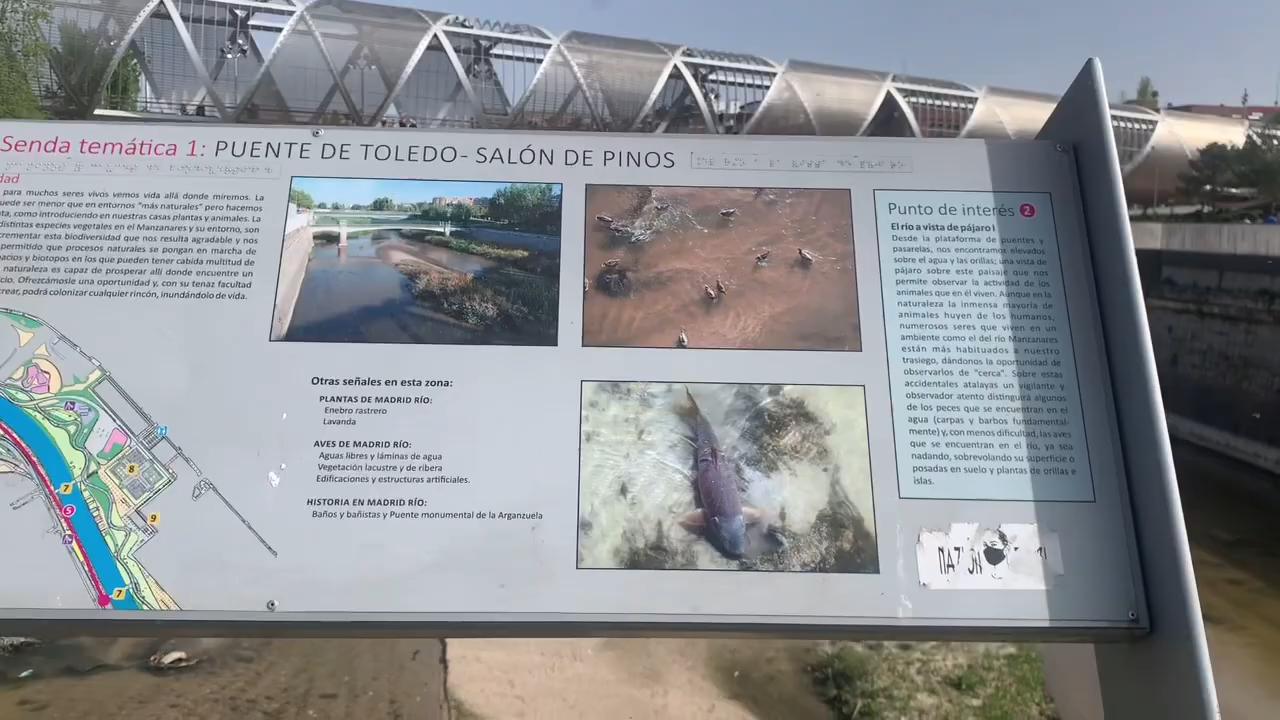 Senda temática 1: PUENTE DE TOLEDO- SALÓN DE PINOS
dad
para muchos seres vivos vemos vida allá donde miremos. La
uede ser menor que en entornos "más naturales" pero hacemos
ta, como introduciendo en nuestras casas plantas y animales. La
distintas especies vegetales en el Manzanares y su entorno, son
crementar esta biodiversidad que nos resulta agradable y nos
permitido que procesos naturales se pongan en marcha de
pacios y biotopos en los que pueden tener cabida multitud de
naturaleza es capaz de prosperar allí donde encuentre un
cio. Ofrezcámosle una oportunidad y, con su tenaz facultad
crear, podrá colonizar cualquier rincón, inundándolo de vida.
8
7
S
9
7
Otras señales en esta zona:
PLANTAS DE MADRID RÍO:
Enebro rastrero
Lavanda
AVES DE MADRID RÍO:
Aguas libres y láminas de agua
Vegetación lacustre y de ribera
Edificaciones y estructuras artificiales.
HISTORIA EN MADRID RÍO:
Baños y bañistas y Puente monumental de la Arganzuela
Punto de interés 2
El río a vista de pájaro I
Desde la plataforma de puentes y
pasarelas, nos encontramos elevados
sobre el agua y las orillas; una vista de
pájaro sobre este paisaje que nos
permite observar la actividad de los
animales que en él viven. Aunque en la
naturaleza la inmensa mayoría de
animales huyen de los humanos,
numerosos seres que viven en un
ambiente como el del río Manzanares
están más habituados a nuestro
trasiego, dándonos la oportunidad de
observarlos de "cerca". Sobre estas
accidentales atalayas un vigilante y
observador atento distinguirá algunos
de los peces que se encuentran en el
agua (carpas y barbos fundamental-
mente) y, con menos dificultad, las aves
que se encuentran en el río, ya sea
nadando, sobrevolando su superficie o
posadas en suelo y plantas de orillas e
islas.